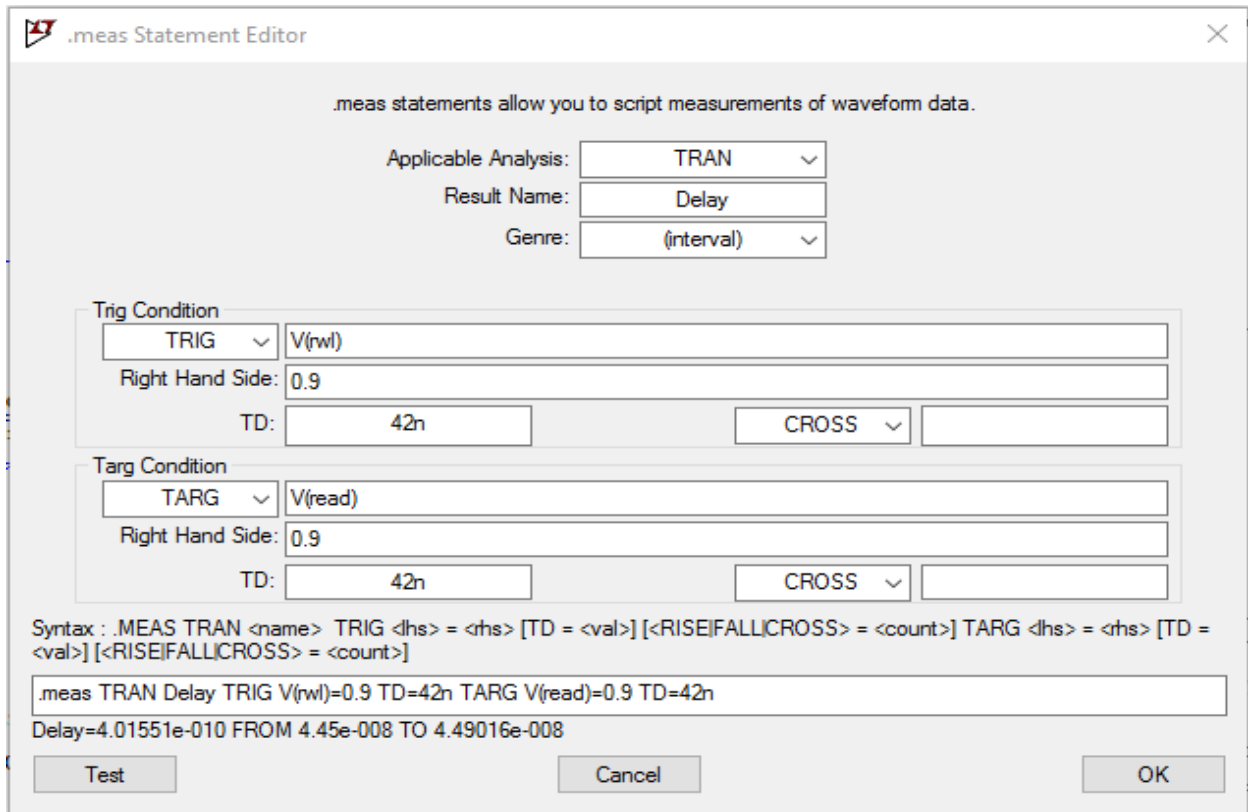 .meas Statement Editor
.meas statements allow you to script measurements of waveform data.
Applicable Analysis: TRAN
Result Name: Delay
Genre: (interval)
Trig Condition
TRIG V(rwl)
Right Hand Side: 0.9
TD: 42n CROSS
Targ Condition
TARG V(read)
Right Hand Side: 0.9
TD: 42n CROSS
Syntax : .MEAS TRAN <name> TRIG <lhs> = <rhs> [TD = <val>] [<RISE|FALL|CROSS> = <count>] TARG <lhs> = <rhs> [TD =
<val>] [<RISE|FALL|CROSS> = <count>]
.meas TRAN Delay TRIG V(rwl)=0.9 TD=42n TARG V(read)=0.9 TD=42n
Delay=4.01551e-010 FROM 4.45e-008 TO 4.49016e-008
Test Cancel OK